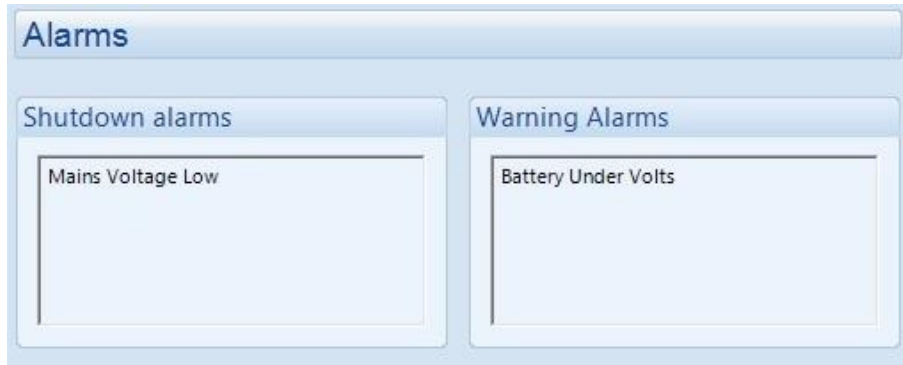 Alarms
Shutdown alarms
Mains Voltage Low
Warning Alarms
Battery Under Volts